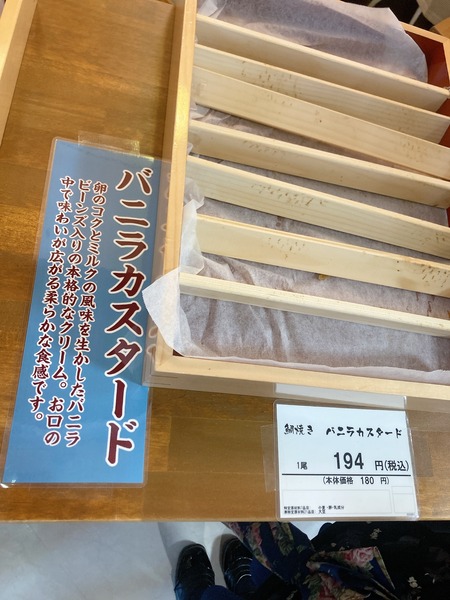 バニラカスタード
卵のコクとミルクの風味を生かしたバニラ
ビーンズ入りの本格的なクリーム。お口の
中で味わいが広がる柔らかな食感です。
鯛焼き バニラカスタード
1尾 194 円(税込)
(本体価格 180 円)